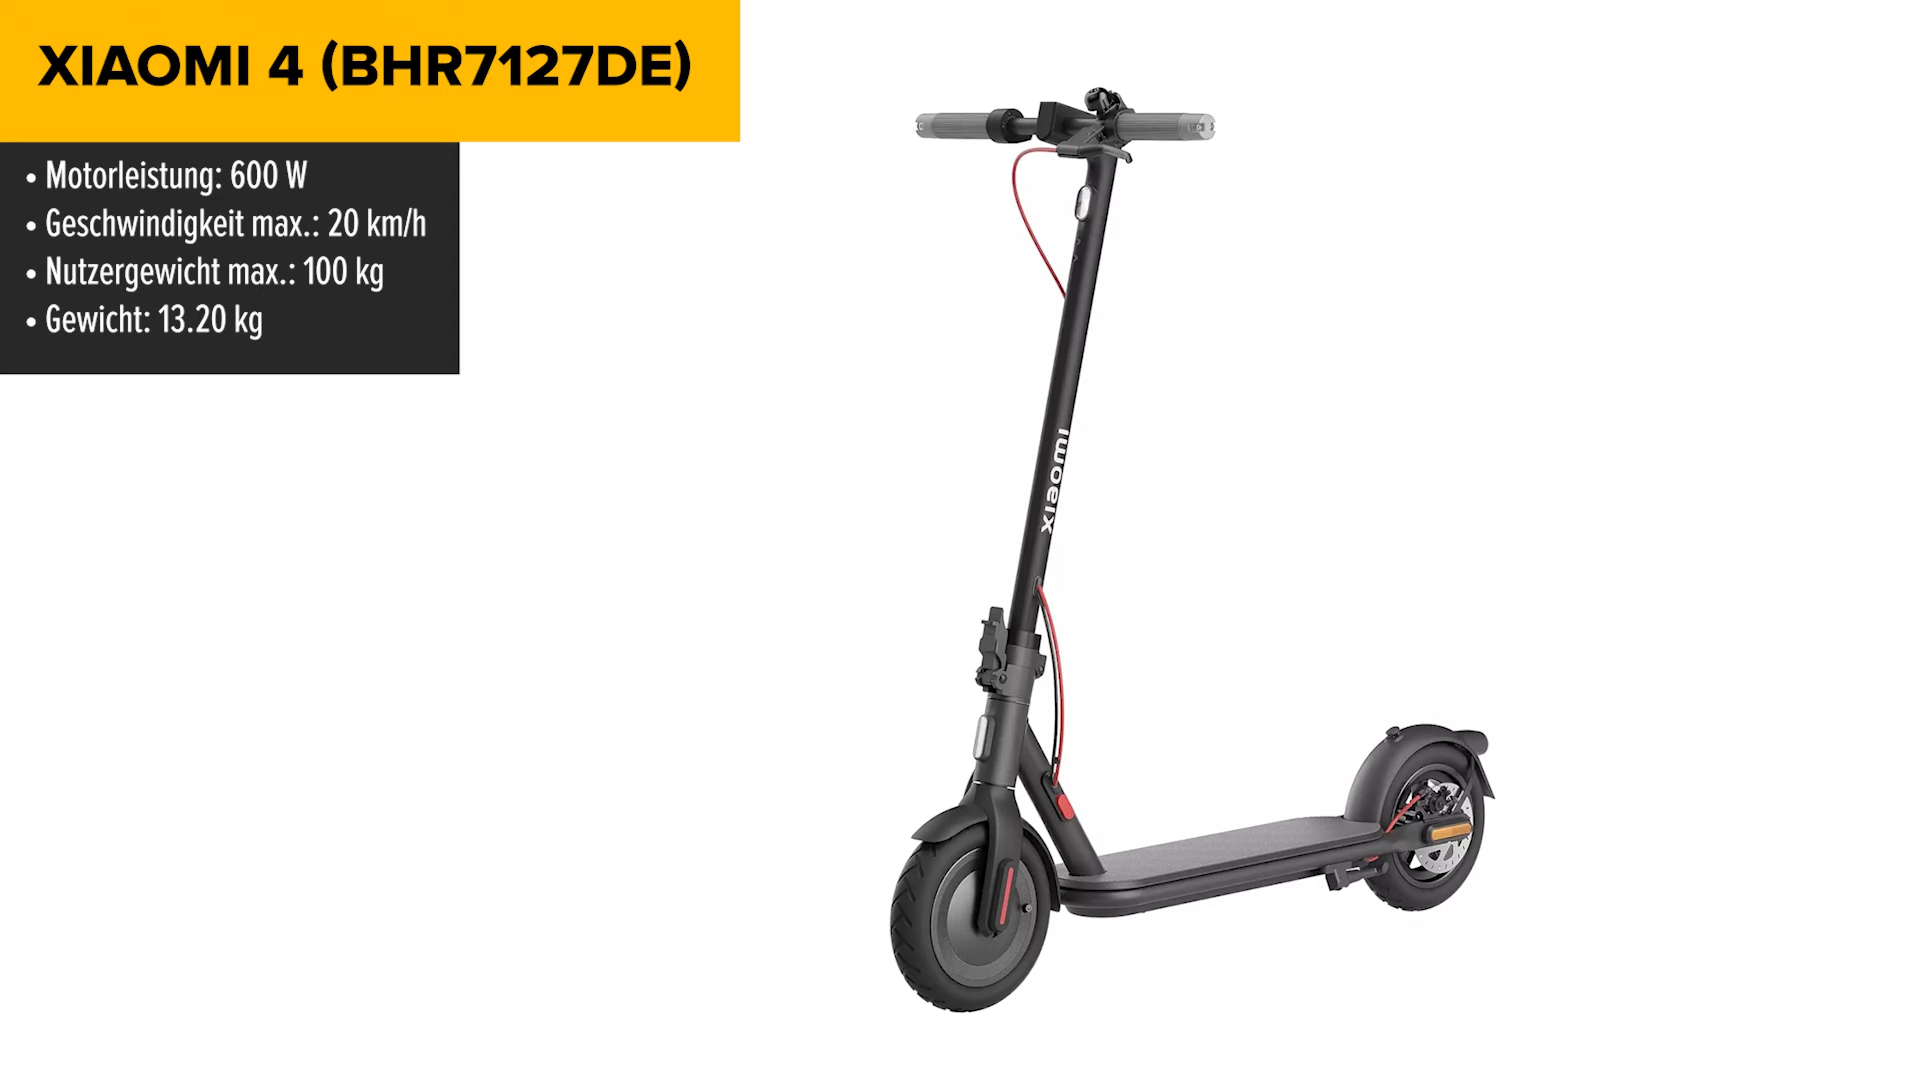 XIAOMI 4 (BHR7127DE)
• Motorleistung: 600 W
• Geschwindigkeit max.: 20 km/h
• Nutzergewicht max.: 100 kg
• Gewicht: 13.20 kg
xiaomi